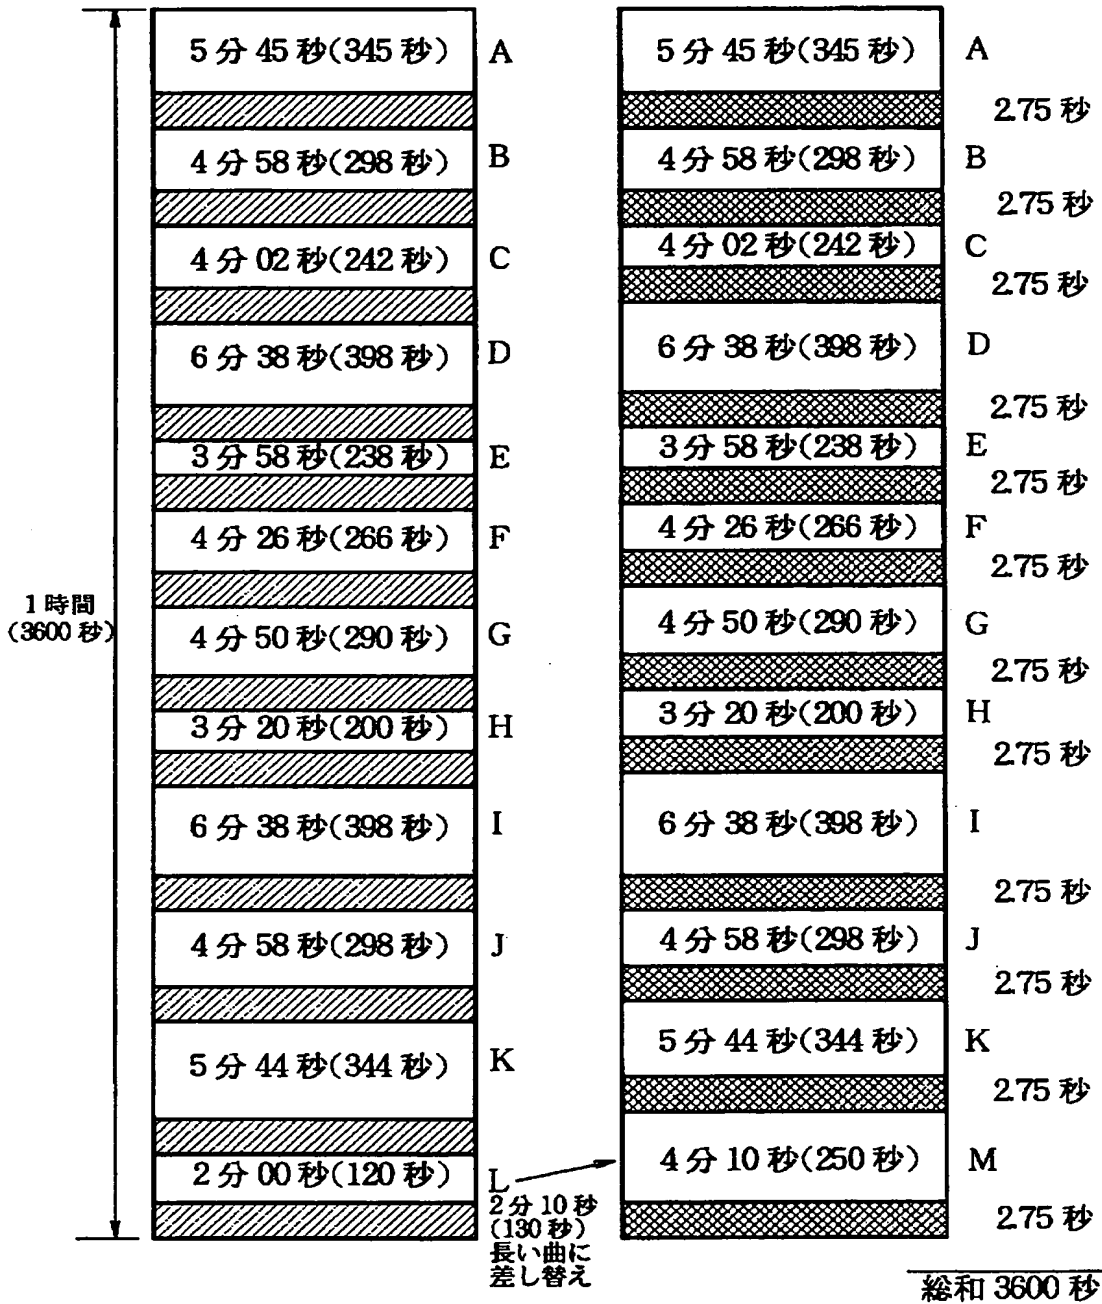 1時間
(3600秒)
5分45秒(345秒) A
4分58秒(298秒) B
4分02秒(242秒) C
6分38秒(398秒) D
3分58秒(238秒) E
4分26秒(266秒) F
4分50秒(290秒) G
3分20秒(200秒) H
6分38秒(398秒) I
4分58秒(298秒) J
5分44秒(344秒) K
2分00秒(120秒) L
2分10秒
(130秒)
長い曲に
差し替え
5分45秒(345秒) A
2.75秒
4分58秒(298秒) B
2.75秒
4分02秒(242秒) C
2.75秒
6分38秒(398秒) D
2.75秒
3分58秒(238秒) E
2.75秒
4分26秒(266秒) F
2.75秒
4分50秒(290秒) G
2.75秒
3分20秒(200秒) H
2.75秒
6分38秒(398秒) I
2.75秒
4分58秒(298秒) J
2.75秒
5分44秒(344秒) K
2.75秒
4分10秒(250秒) M
2.75秒
総和 3600秒